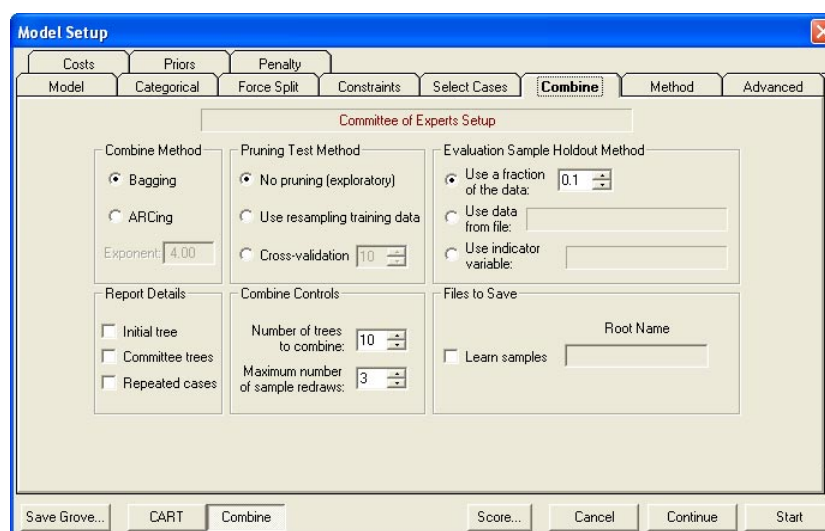 Model Setup
Costs Priors Penalty
Model Categorical Force Split Constraints Select Cases Combine Method Advanced
Committee of Experts Setup
Combine Method
Bagging
ARCing
Exponent: 4.00
Pruning Test Method
No pruning (exploratory)
Use resampling training data
Cross-validation 10
Evaluation Sample Holdout Method
Use a fraction
of the data: 0.1
Use data
from file:
Use indicator
variable:
Report Details
Initial tree
Committee trees
Repeated cases
Combine Controls
Number of trees
to combine: 10
Maximum number
of sample redraws: 3
Files to Save
Root Name
Learn samples
Save Grove... CART Combine Score... Cancel Continue Start